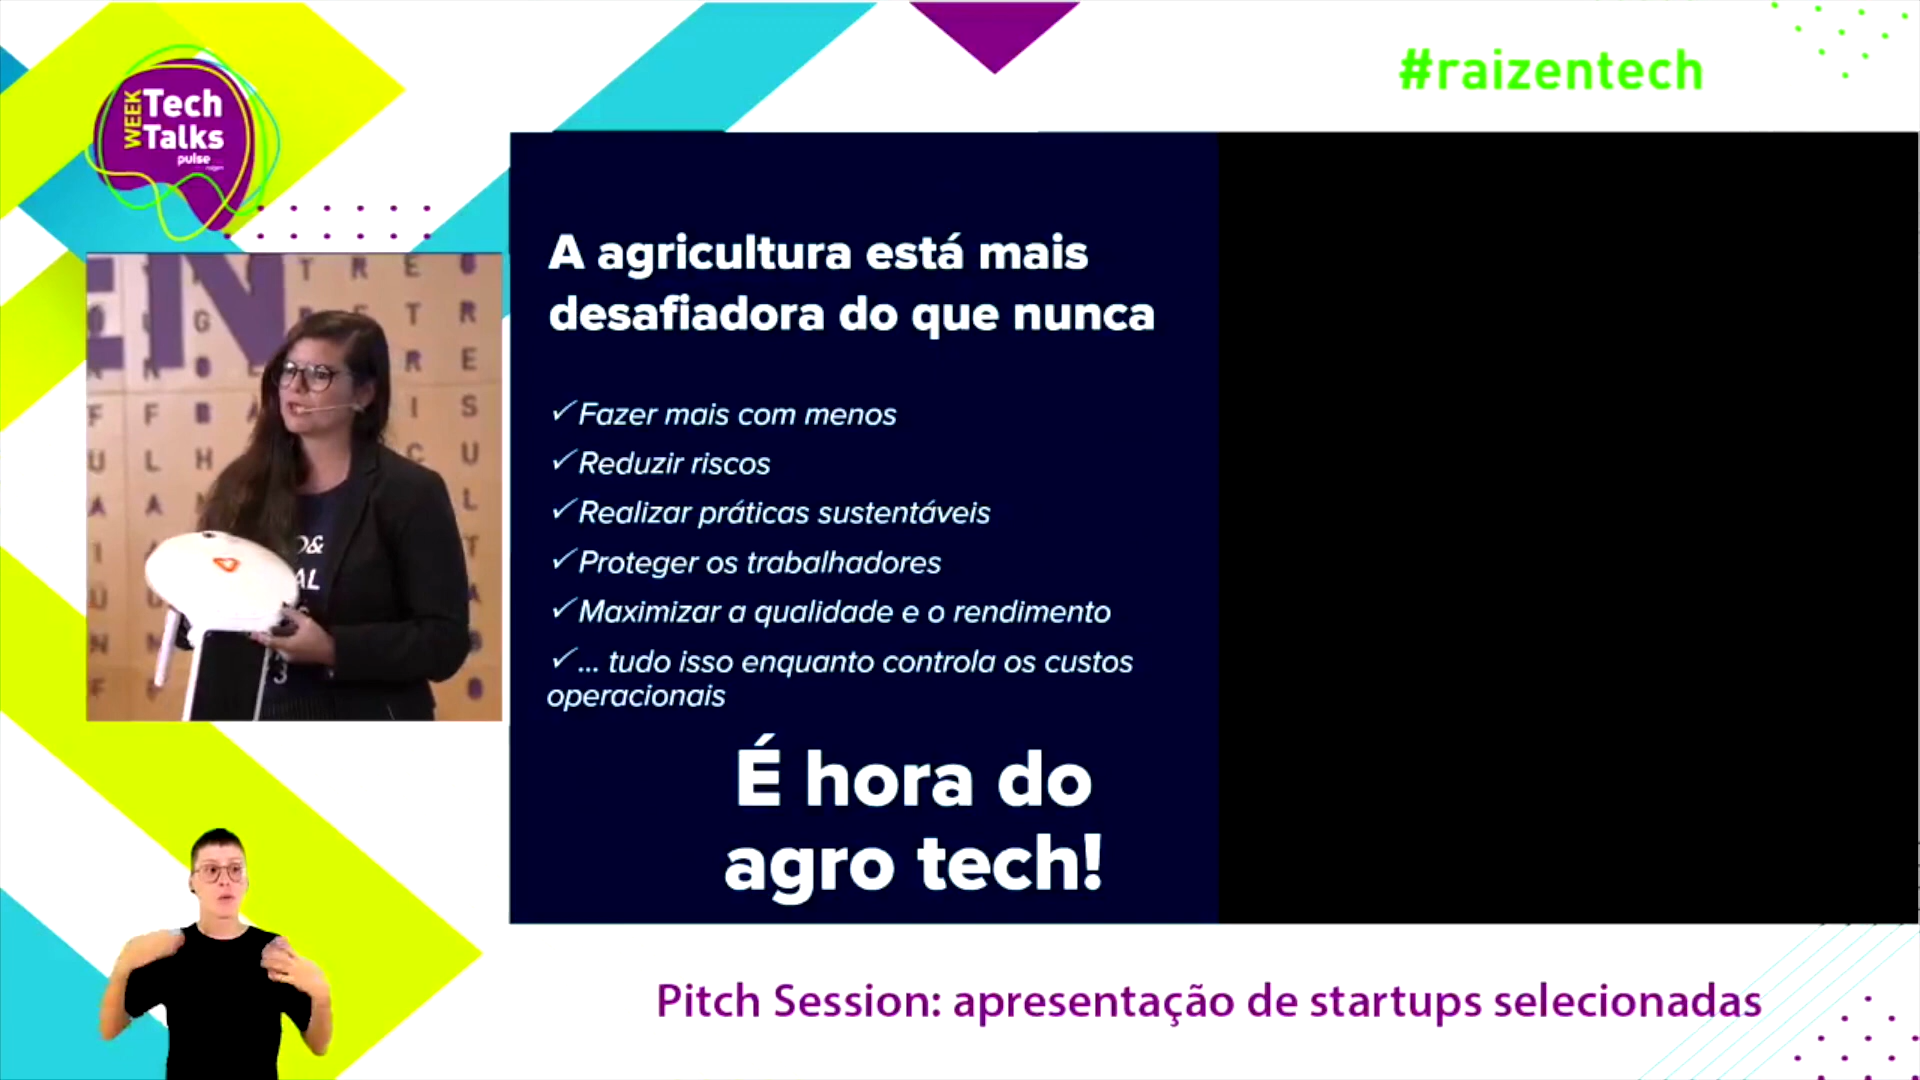 #raizentech
WEEK
Tech
Talks
pulse
A agricultura está mais
desafiadora do que nunca
✓Fazer mais com menos
✓Reduzir riscos
✓Realizar práticas sustentáveis
✓Proteger os trabalhadores
✓Maximizar a qualidade e o rendimento
✓... tudo isso enquanto controla os custos
operacionais
É hora do
agro tech!
Pitch Session: apresentação de startups selecionadas